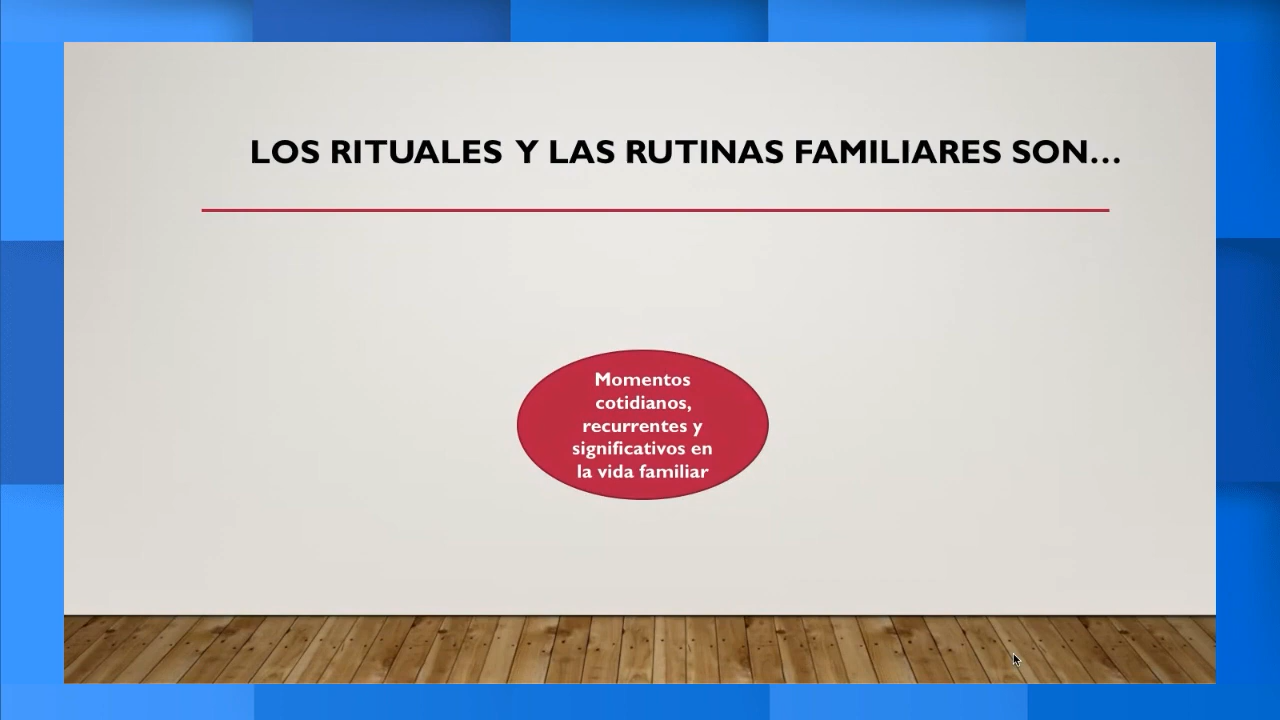 LOS RITUALES Y LAS RUTINAS FAMILIARES SON...
Momentos
cotidianos,
recurrentes y
significativos en
la vida familiar